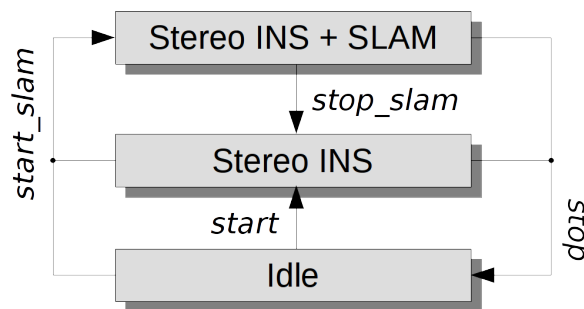 Stereo INS + SLAM
stop_slam
start_slam
Stereo INS
start
stop
Idle